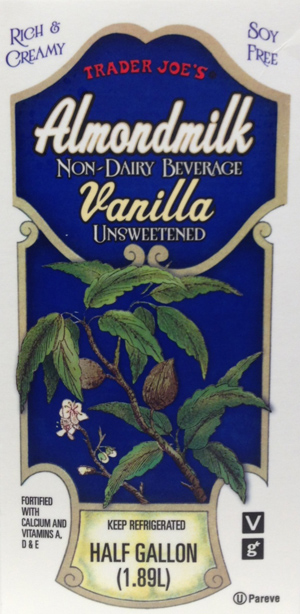 RICH &
CREAMY
SOY
FREE
TRADER JOE'S®
Almondmilk
NON-DAIRY BEVERAGE
Vanilla
UNSWEETENED
FORTIFIED
WITH
CALCIUM AND
VITAMINS A,
D & E
KEEP REFRIGERATED
HALF GALLON
(1.89L)
V
g
U Pareve